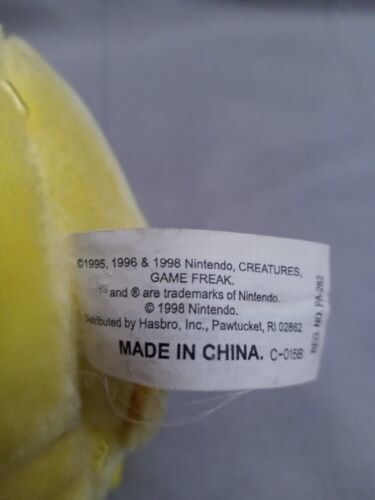 ©1995, 1996 & 1998 Nintendo, CREATURES,
GAME FREAK.
™ and ® are trademarks of Nintendo.
© 1998 Nintendo.
Distributed by Hasbro, Inc., Pawtucket, RI 02862
MADE IN CHINA. C-015B
REG. NO. PA-282